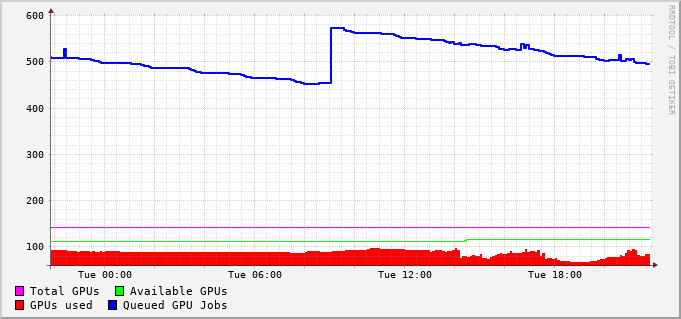 600
500
400
300
200
100
Tue 00:00 Tue 06:00 Tue 12:00 Tue 18:00
Total GPUs Available GPUs
GPUs used Queued GPU Jobs
RRDTOOL / TOBI OETIKER